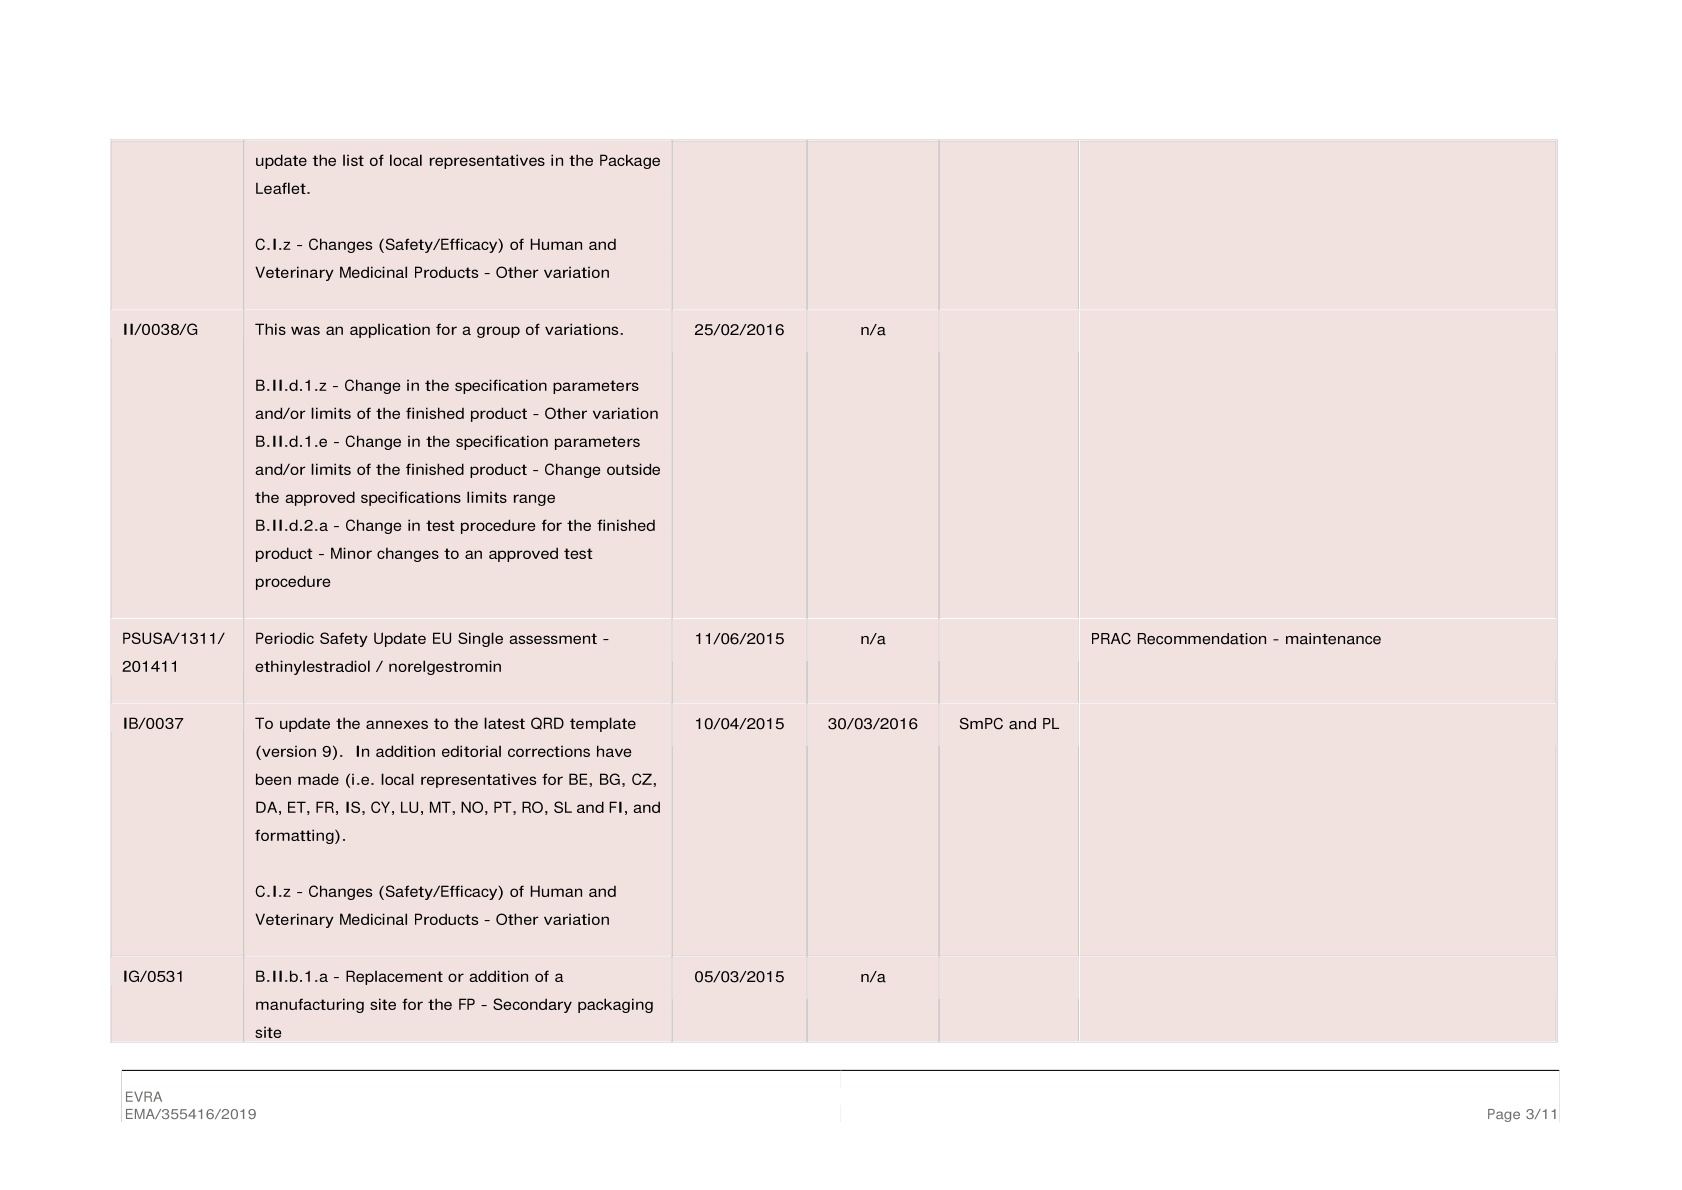 update the list of local representatives in the Package
Leaflet.
C.I.z - Changes (Safety/Efficacy) of Human and
Veterinary Medicinal Products - Other variation
II/0038/G
This was an application for a group of variations.
25/02/2016
n/a
B.II.d.1.z - Change in the specification parameters
and/or limits of the finished product - Other variation
B.II.d.1.e - Change in the specification parameters
and/or limits of the finished product - Change outside
the approved specifications limits range
B.II.d.2.a - Change in test procedure for the finished
product - Minor changes to an approved test
procedure
PSUSA/1311/
201411
Periodic Safety Update EU Single assessment -
ethinylestradiol / norelgestromin
11/06/2015
n/a
PRAC Recommendation - maintenance
IB/0037
To update the annexes to the latest QRD template
(version 9).  In addition editorial corrections have
been made (i.e. local representatives for BE, BG, CZ,
DA, ET, FR, IS, CY, LU, MT, NO, PT, RO, SL and FI, and
formatting).
C.I.z - Changes (Safety/Efficacy) of Human and
Veterinary Medicinal Products - Other variation
10/04/2015
30/03/2016
SmPC and PL
IG/0531
B.II.b.1.a - Replacement or addition of a
manufacturing site for the FP - Secondary packaging
site
05/03/2015
n/a
EVRA
EMA/355416/2019
Page 3/11